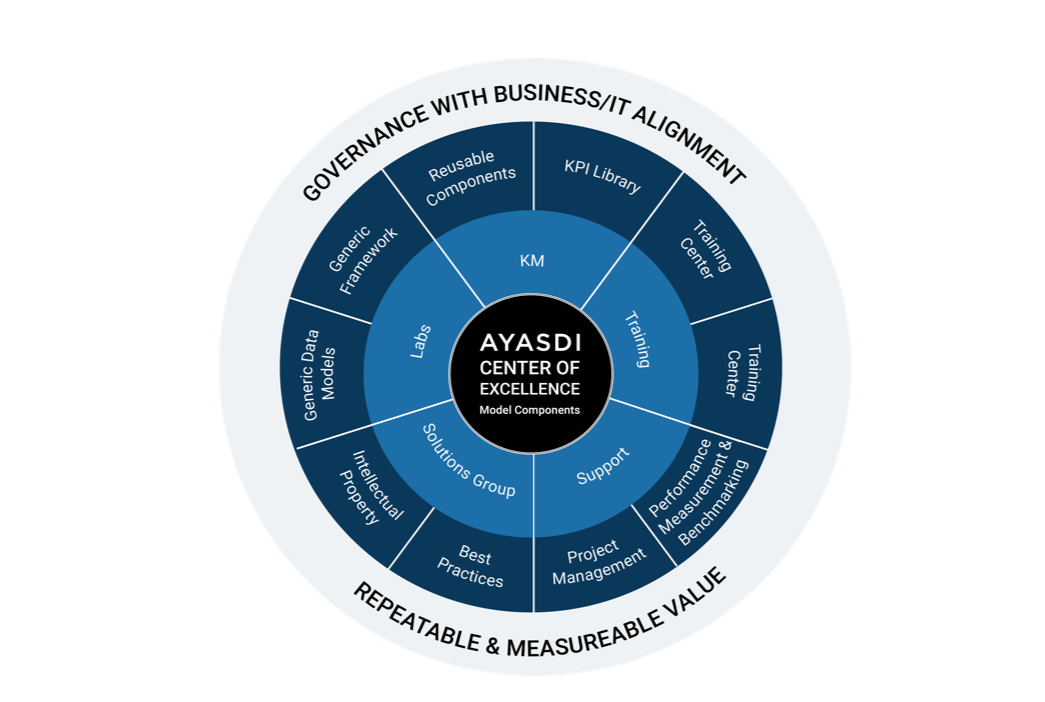 GOVERNANCE WITH BUSINESS/IT ALIGNMENT
Reusable
Components
KPI Library
Training
Center
Training
Center
Performance
Measurement &
Benchmarking
Project
Management
Best
Practices
Intellectual
Property
Generic Data
Models
Generic
Framework
KM
Training
Support
Solutions Group
Labs
AYASDI
CENTER OF
EXCELLENCE
Model Components
REPEATABLE & MEASUREABLE VALUE